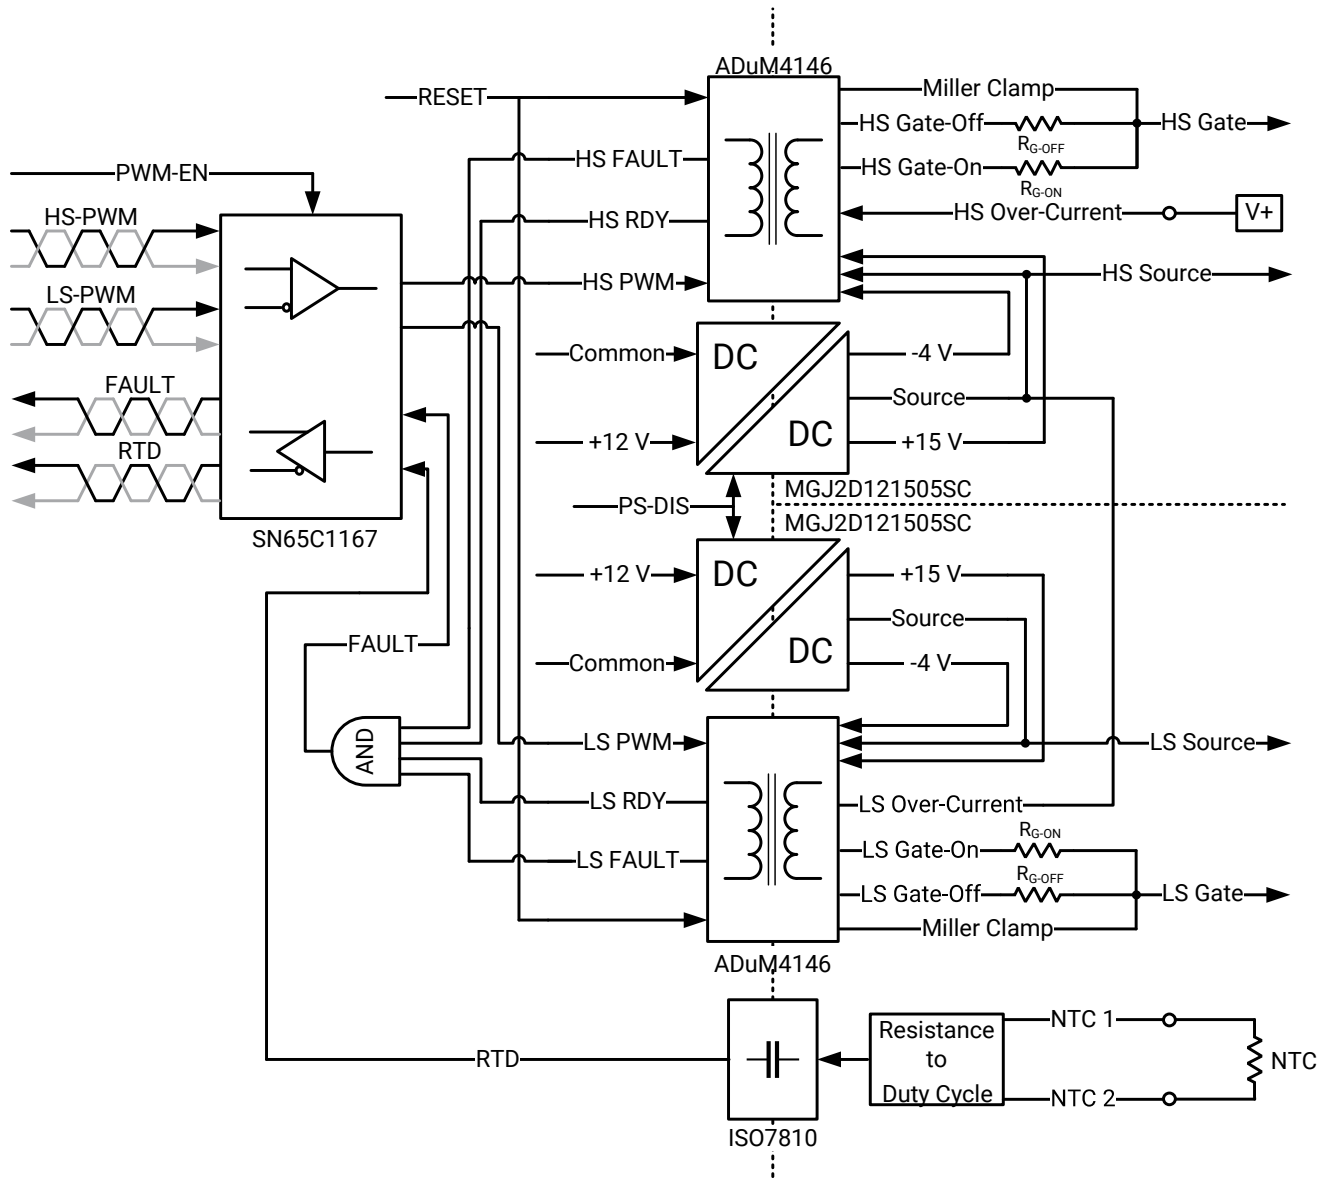 ADuM4146
RESET
Miller Clamp
HS Gate-Off
RG-OFF
HS Gate
HS FAULT
HS Gate-On
RG-ON
PWM-EN
HS-PWM
HS RDY
HS Over-Current
V+
HS PWM
HS Source
LS-PWM
Common
DC
-4 V
FAULT
Source
+12 V
DC
+15 V
RTD
MGJ2D121505SC
PS-DIS
MGJ2D121505SC
SN65C1167
+12 V
DC
+15 V
Source
FAULT
Common
DC
-4 V
AND
LS PWM
LS Source
LS RDY
LS Over-Current
RG-ON
LS FAULT
LS Gate-On
RG-OFF
LS Gate-Off
LS Gate
Miller Clamp
ADuM4146
Resistance
to
Duty Cycle
NTC 1
RTD
NTC
NTC 2
ISO7810